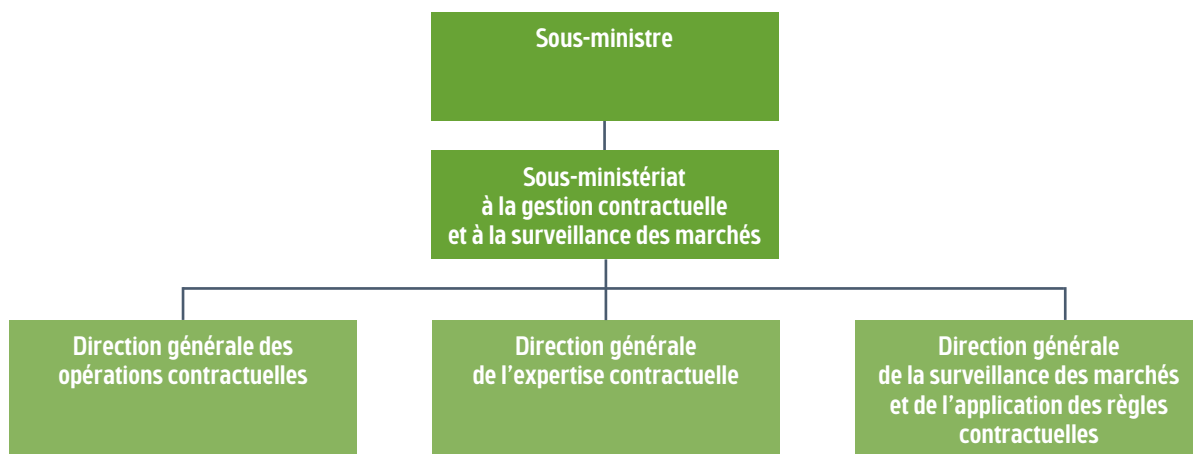 Sous-ministre
Sous-ministériat
à la gestion contractuelle
et à la surveillance des marchés
Direction générale des
opérations contractuelles
Direction générale
de l’expertise contractuelle
Direction générale
de la surveillance des marchés
et de l’application des règles
contractuelles